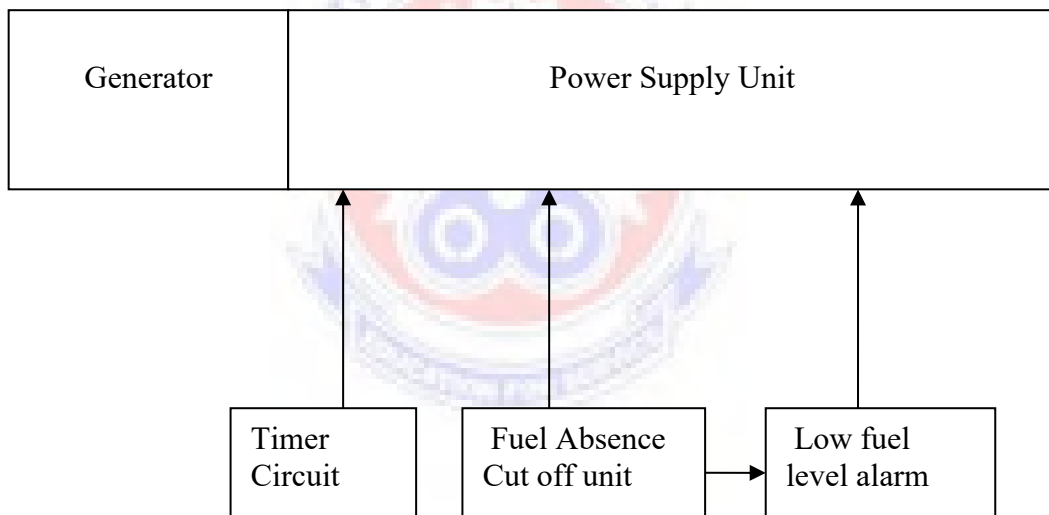 Generator
Power Supply Unit
Timer
Circuit
Fuel Absence
Cut off unit
Low fuel
level alarm